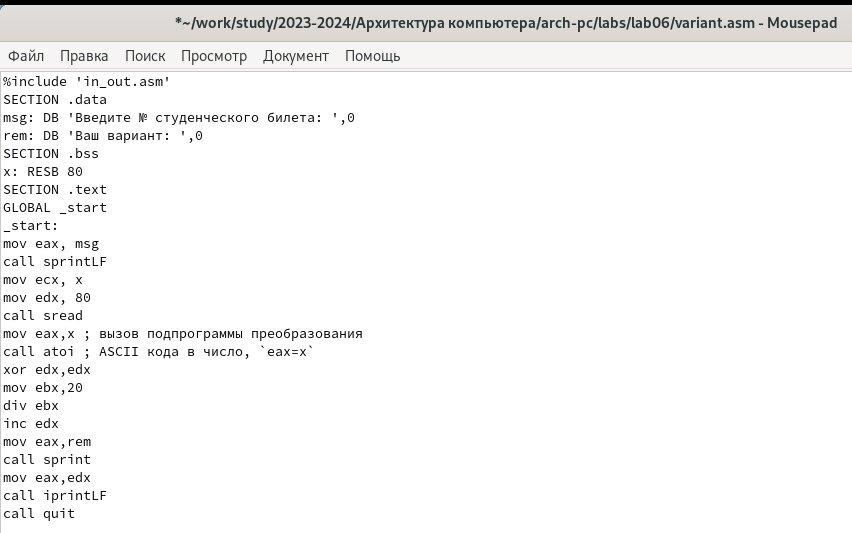 *~/work/study/2023-2024/Архитектура компьютера/arch-pc/labs/lab06/variant.asm - Mousepad
Файл Правка Поиск Просмотр Документ Помощь
%include 'in_out.asm'
SECTION .data
msg: DB 'Введите № студенческого билета: ',0
rem: DB 'Ваш вариант: ',0
SECTION .bss
x: RESB 80
SECTION .text
GLOBAL _start
_start:
mov eax, msg
call sprintLF
mov ecx, x
mov edx, 80
call sread
mov eax,x ; вызов подпрограммы преобразования
call atoi ; ASCII кода в число, `eax=x`
xor edx,edx
mov ebx,20
div ebx
inc edx
mov eax,rem
call sprint
mov eax,edx
call iprintLF
call quit